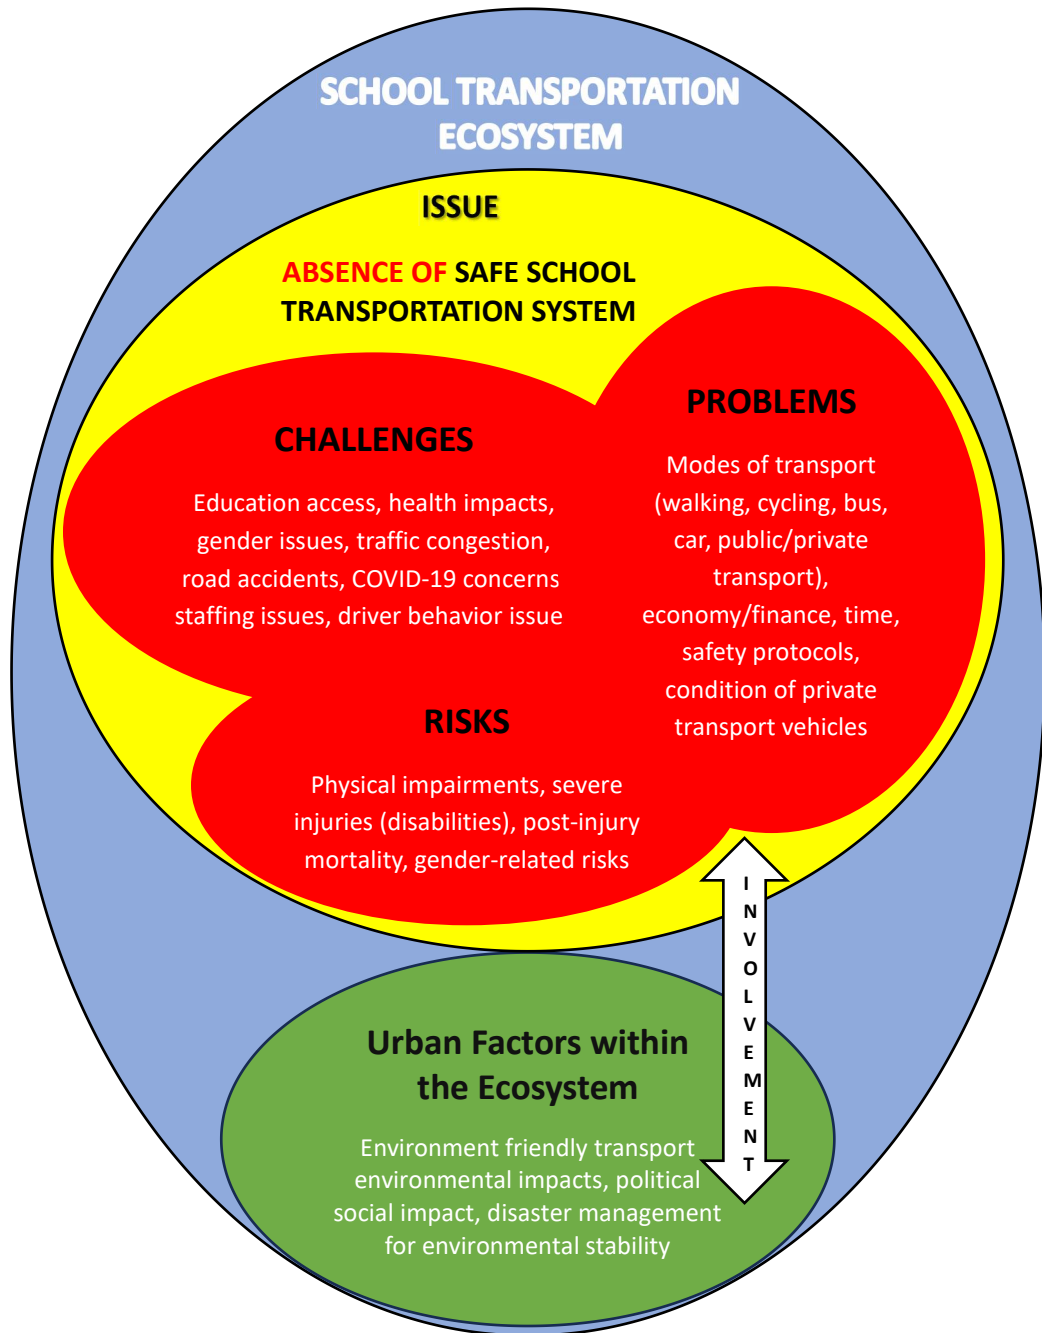 SCHOOL TRANSPORTATION
ECOSYSTEM
ISSUE
ABSENCE OF SAFE SCHOOL
TRANSPORTATION SYSTEM
CHALLENGES
Education access, health impacts,
gender issues, traffic congestion,
road accidents, COVID-19 concerns
staffing issues, driver behavior issue
PROBLEMS
Modes of transport
(walking, cycling, bus,
car, public/private
transport),
economy/finance, time,
safety protocols,
condition of private
transport vehicles
RISKS
Physical impairments, severe
injuries (disabilities), post-injury
mortality, gender-related risks
INVOLVEMENT
Urban Factors within
the Ecosystem
Environment friendly transport
environmental impacts, political
social impact, disaster management
for environmental stability